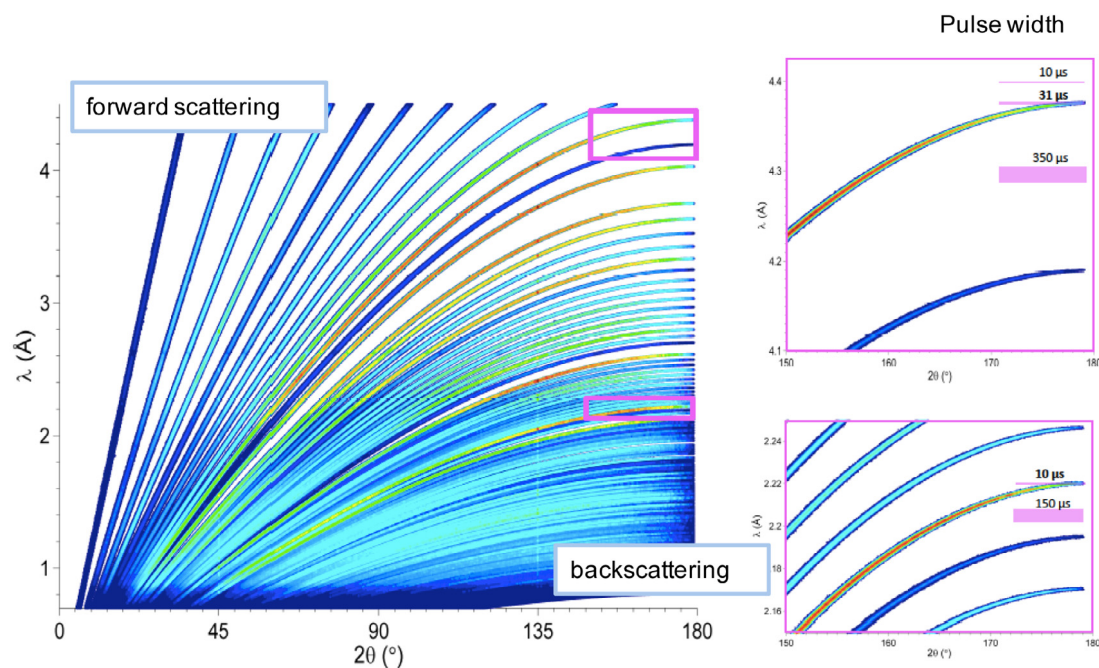 Pulse width
forward scattering
backscattering
λ (Å)
4
3
2
1
0
45
90
135
180
2θ (°)
10 μs
31 μs
350 μs
λ (Å)
4.4
4.3
4.2
4.1
150
160
170
180
2θ (°)
10 μs
150 μs
λ (Å)
2.24
2.22
2.2
18
2.16
150
160
170
180
2θ (°)